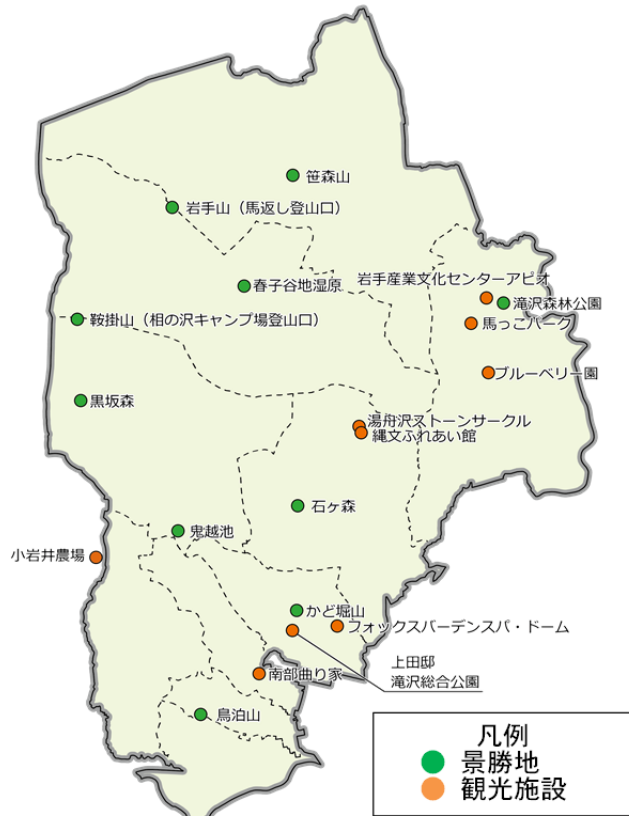 笹森山
岩手山（馬返し登山口）
岩手産業文化センターアピオ
春子谷地湿原
滝沢森林公園
鞍掛山（相の沢キャンプ場登山口）
馬っこパーク
ブルーベリー園
黒坂森
湯舟沢ストーンサークル
縄文ふれあい館
石ヶ森
鬼越池
小岩井農場
かど堀山
フォックスバーデンスパ・ドーム
上田邸
滝沢総合公園
南部曲り家
鳥泊山
凡例
景勝地
観光施設